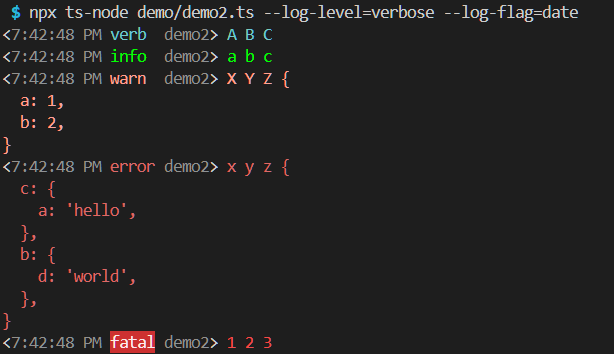 $ npx ts-node demo/demo2.ts --log-level=verbose --log-flag=date
<7:42:48 PM verb  demo2> A B C
<7:42:48 PM info  demo2> a b c
<7:42:48 PM warn  demo2> X Y Z {
  a: 1,
  b: 2,
}
<7:42:48 PM error demo2> x y z {
  c: {
    a: 'hello',
  },
  b: {
    d: 'world',
  },
}
<7:42:48 PM fatal demo2> 1 2 3